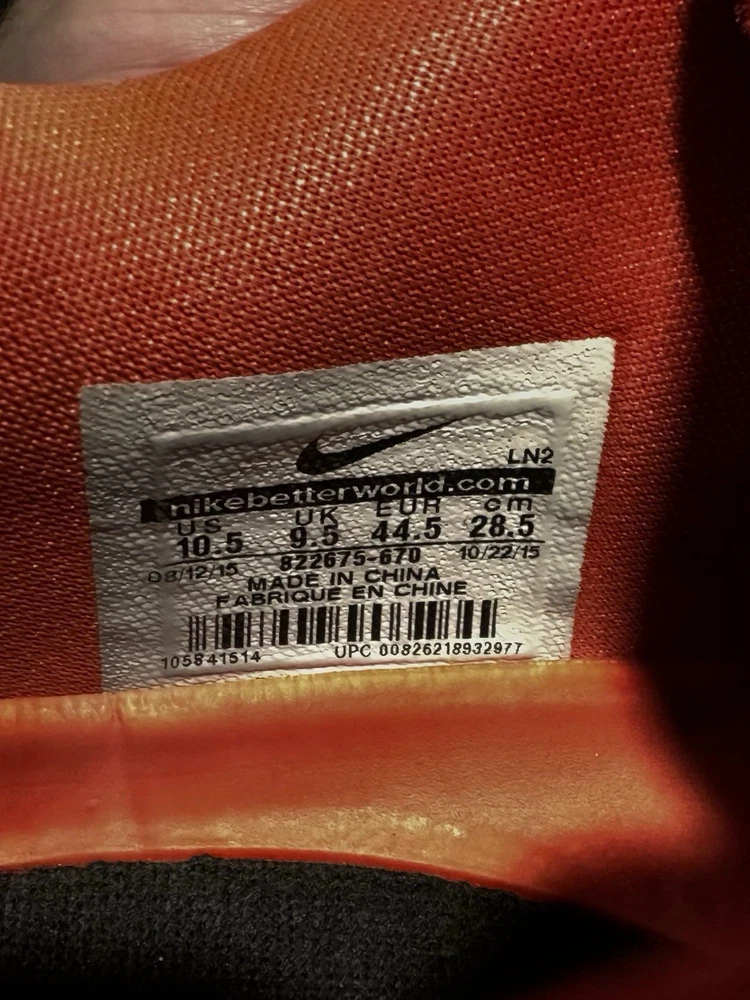 LN2
nikebetterworld.com
US UK EUR cm
10.5 9.5 44.5 28.5
08/12/15 822675-670 10/22/15
MADE IN CHINA
FABRIQUE EN CHINE
105841514 UPC 00826218932977